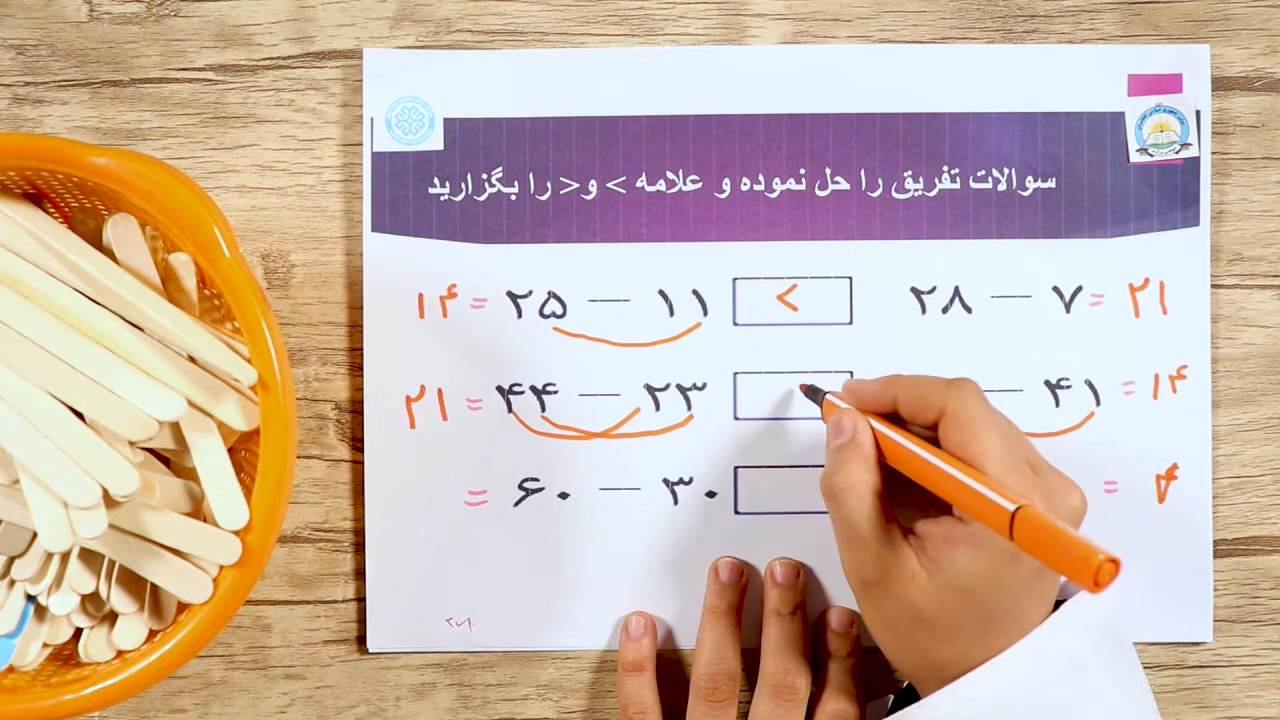 سوالات تفریق را حل نموده و علامه > و< را بگزارید
۱۴ = ۲۵ — ۱۱ < ۲۸ — ۷ = ۲۱
۲۱ = ۴۴ — ۲۳ — ۴۱ = ۱۴
= ۶۰ — ۳۰ =